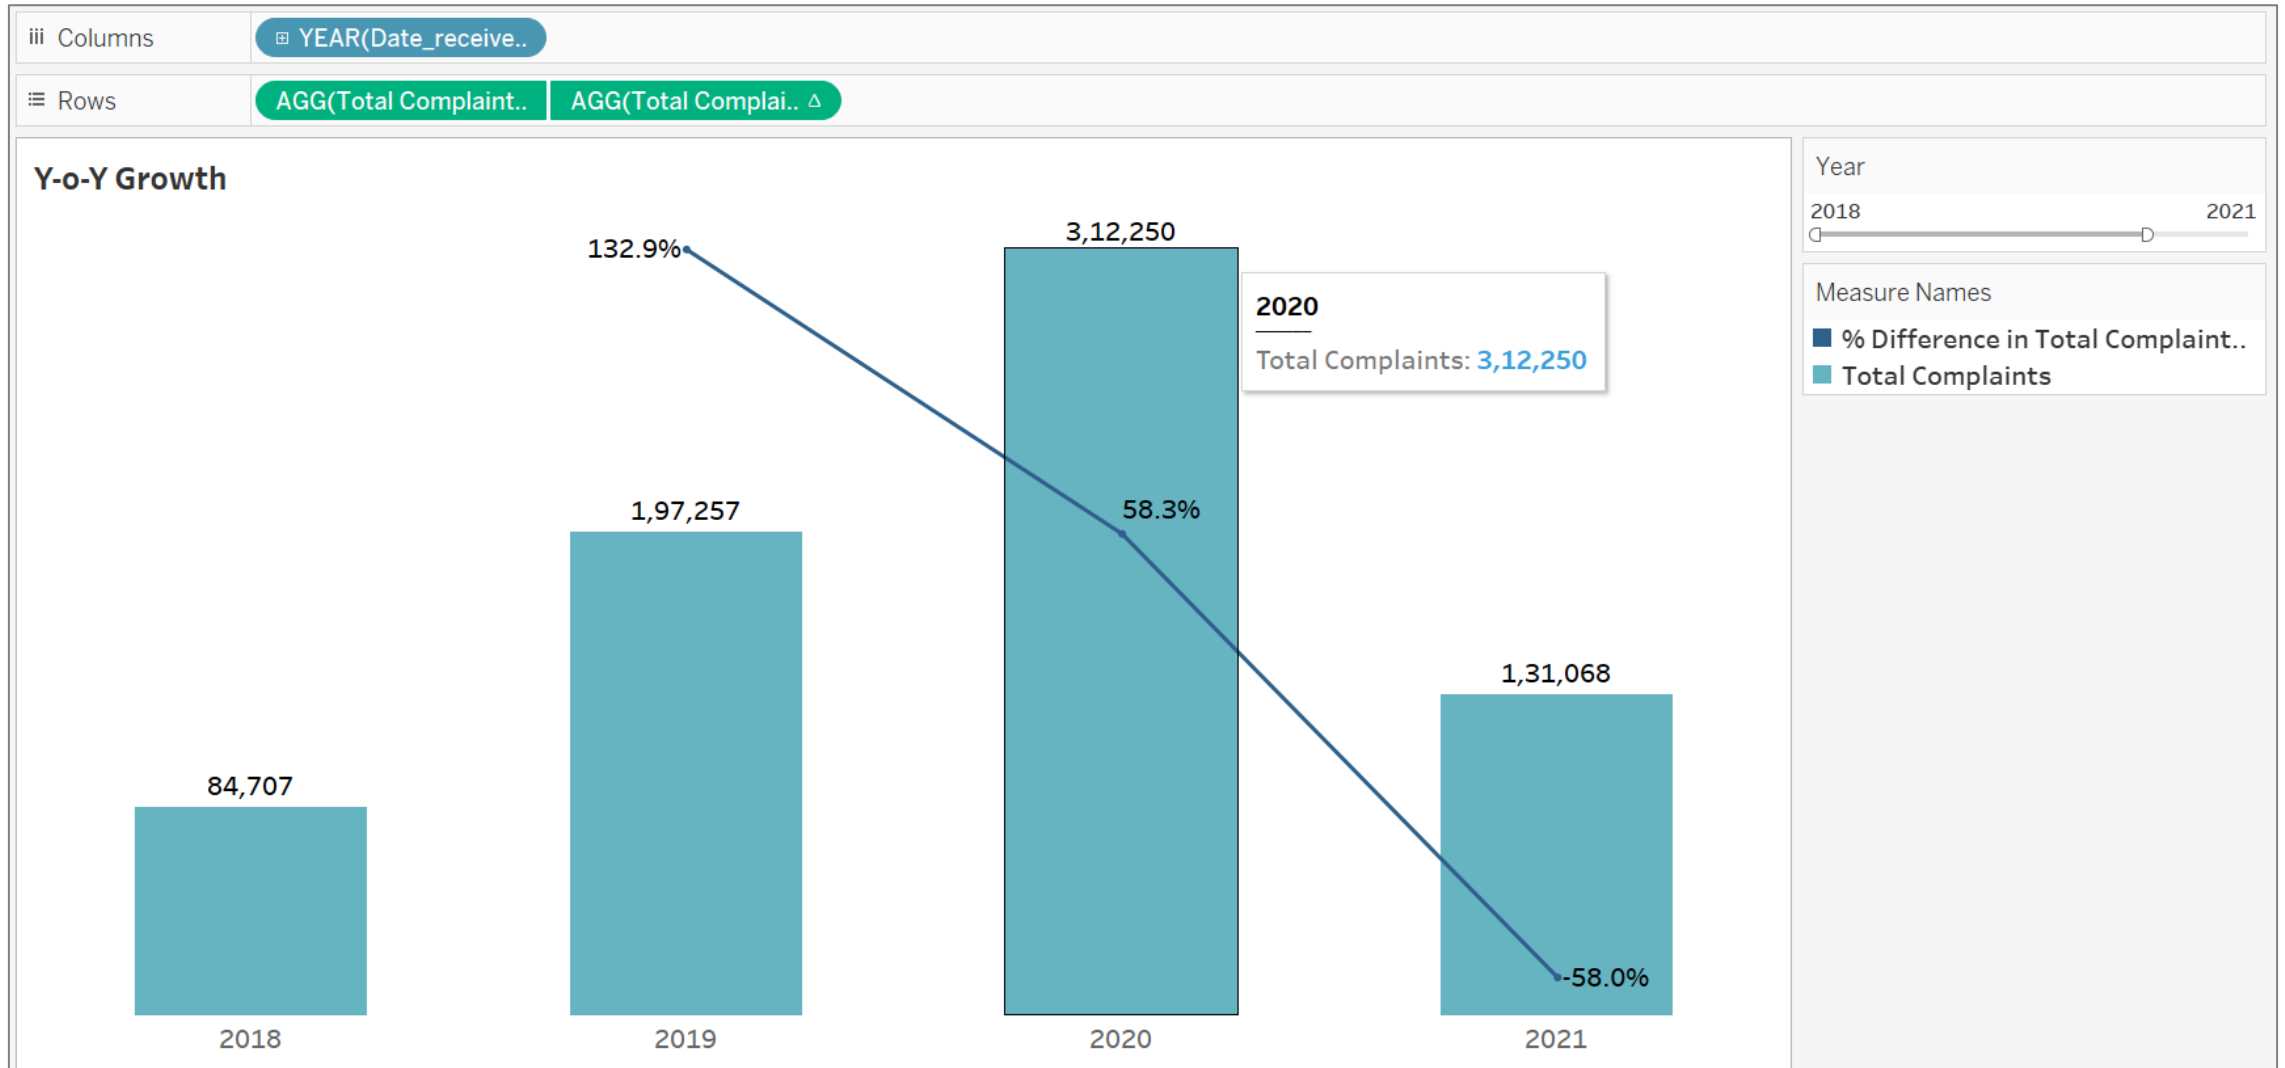 Columns
YEAR(Date_receive..
Rows
AGG(Total Complaint..
AGG(Total Complai.. Δ
Y-o-Y Growth
Year
2018
2021
Measure Names
% Difference in Total Complaint..
Total Complaints
132.9%
3,12,250
2020
Total Complaints: 3,12,250
58.3%
1,97,257
1,31,068
84,707
-58.0%
2018
2019
2020
2021